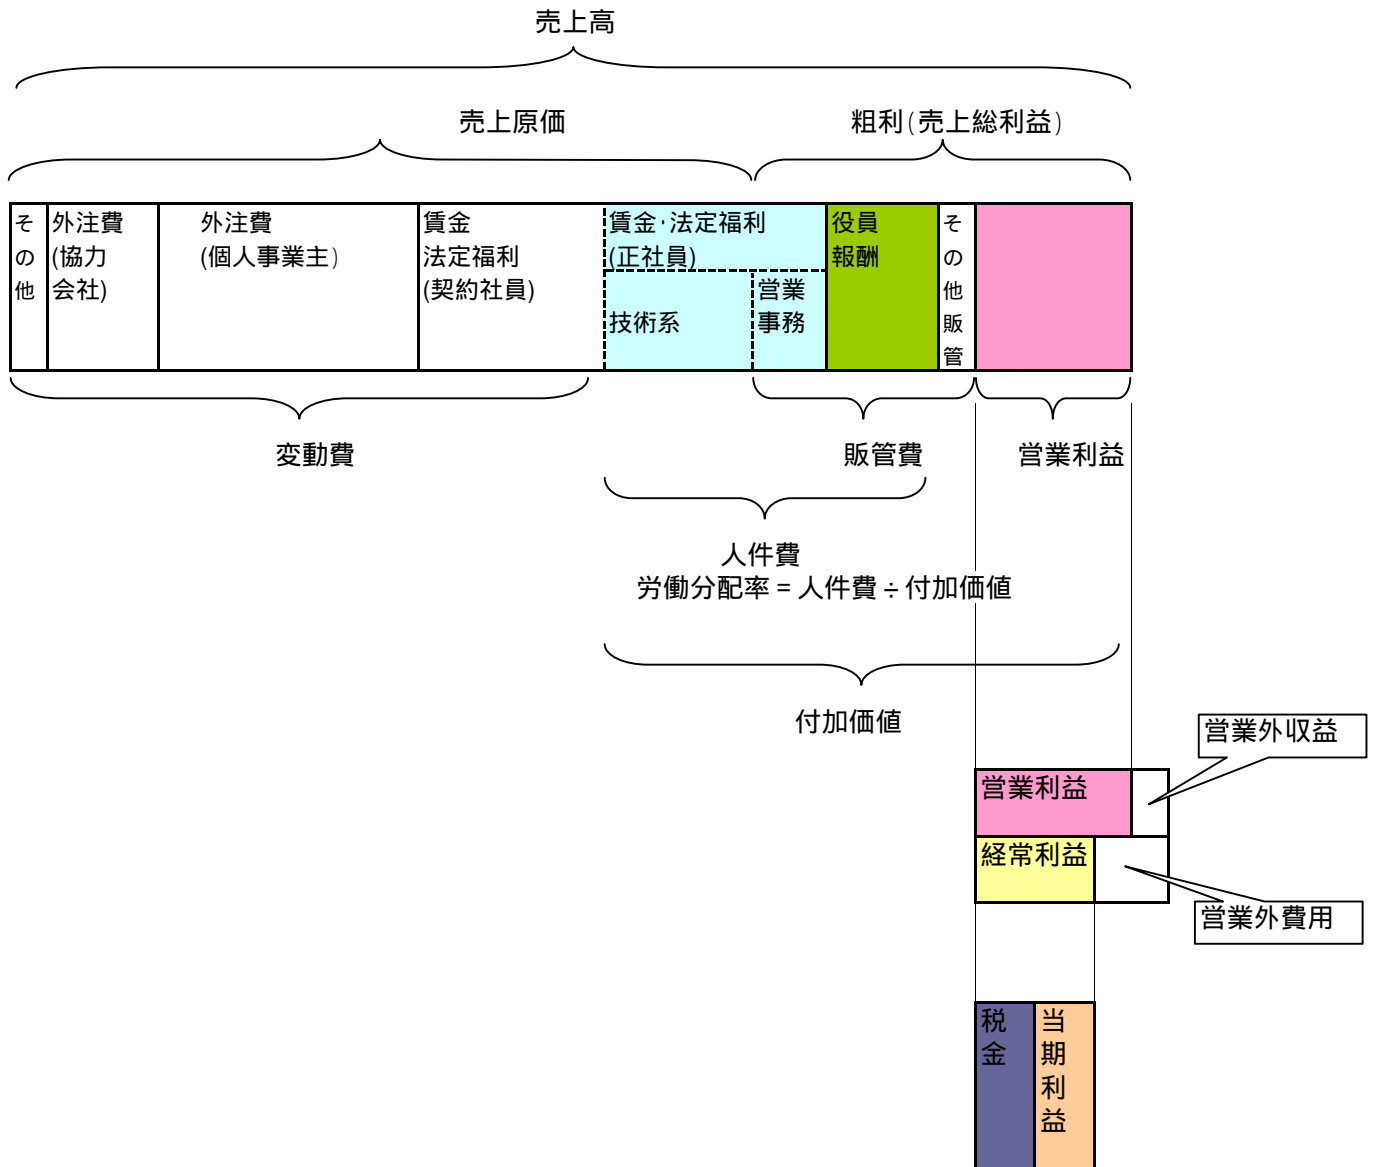 売上高
売上原価
粗利(売上総利益)
その他
外注費
(協力
会社)
外注費
(個人事業主)
賃金
法定福利
(契約社員)
賃金·法定福利
(正社員)
技術系
営業
事務
役員
報酬
その他販管
変動費
販管費
営業利益
人件費
労働分配率 = 人件費 ÷ 付加価値
付加価値
営業外収益
営業利益
経常利益
営業外費用
税金
当期利益